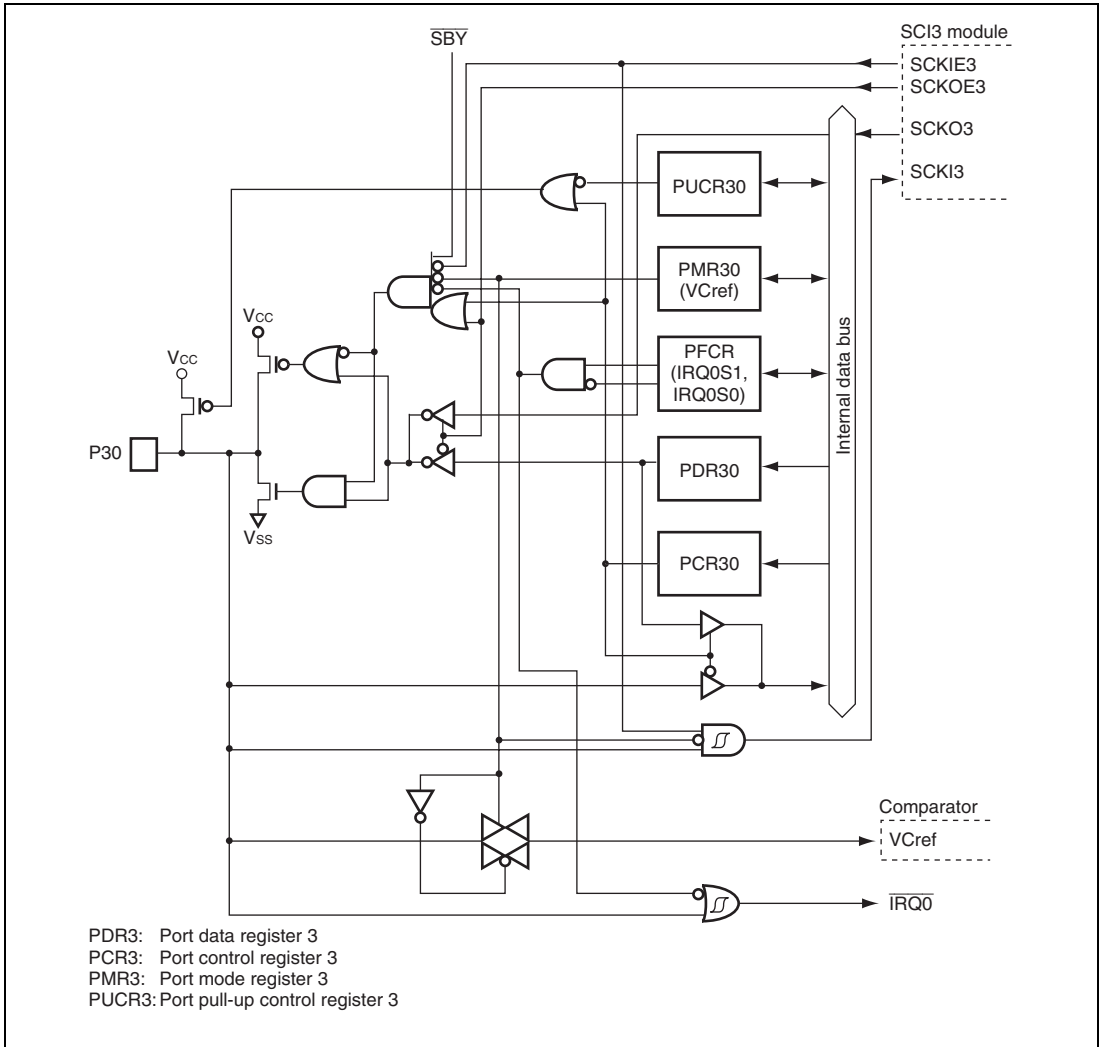 SBY
SCI3 module
SCKIE3
SCKOE3
SCKO3
SCKI3
PUCR30
PMR30
(VCref)
PFCR
(IRQ0S1,
IRQ0S0)
PDR30
PCR30
Internal data bus
VCC
VCC
P30
VSS
Comparator
VCref
IRQ0
PDR3: Port data register 3
PCR3: Port control register 3
PMR3: Port mode register 3
PUCR3: Port pull-up control register 3